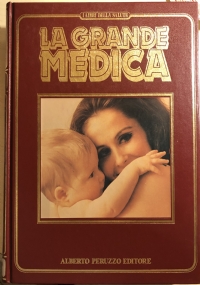 I LIBRI DELLA SALUTE
LA GRANDE
MEDICA
ALBERTO PERUZZO EDITORE